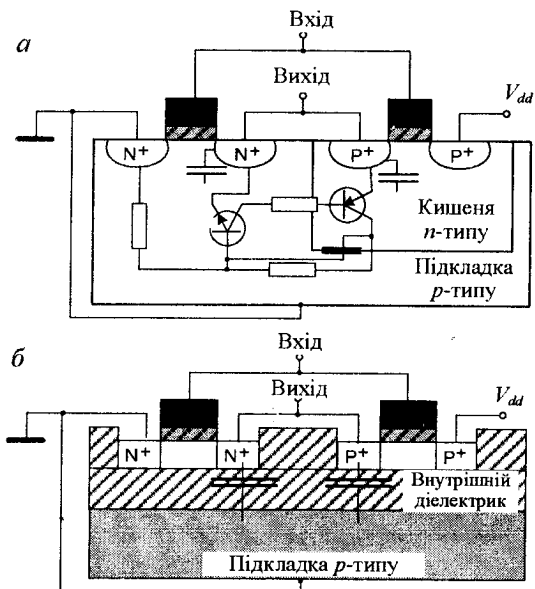 а
Вхід
Вихід
V_dd
N⁺ N⁺ P⁺ P⁺
Кишеня
n-типу
Підкладка
p-типу
б
Вхід
Вихід
V_dd
N⁺ N⁺ P⁺ P⁺
Внутрішній
діелектрик
Підкладка p-типу